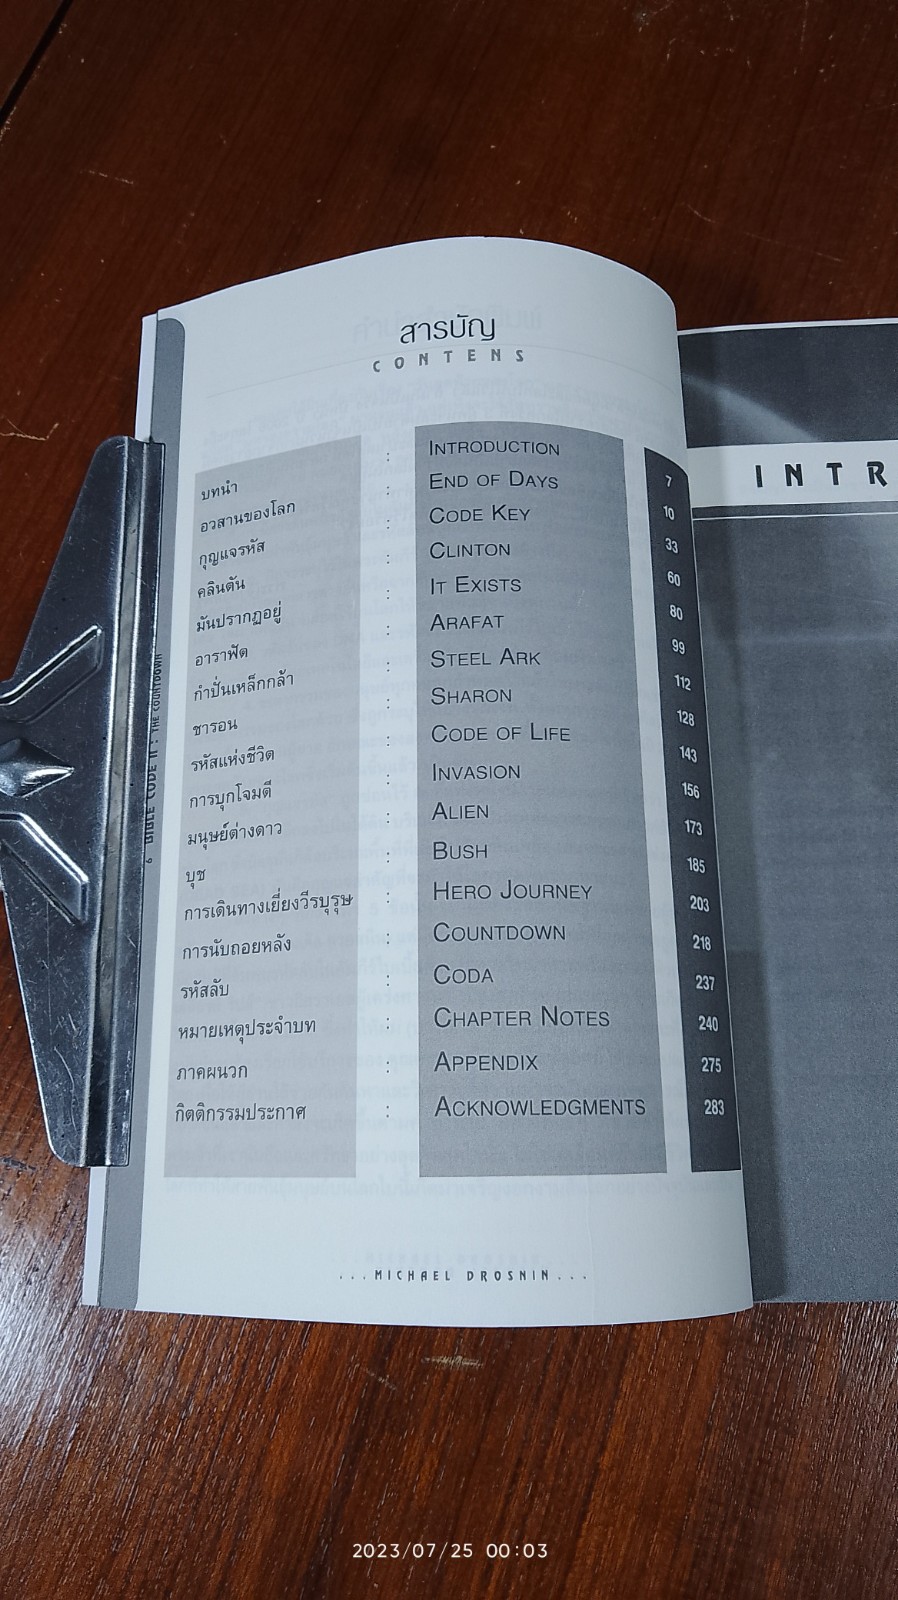 สารบัญ
CONTENS
บทนำ : INTRODUCTION 7
อวสานของโลก : END OF DAYS 10
กุญแจรหัส : CODE KEY 33
คลินตัน : CLINTON 60
มันปรากฏอยู่ : IT EXISTS 80
อาราฟัต : ARAFAT 99
กำปั่นเหล็กกล้า : STEEL ARK 112
ชารอน : SHARON 128
รหัสแห่งชีวิต : CODE OF LIFE 143
การบุกโจมตี : INVASION 156
มนุษย์ต่างดาว : ALIEN 173
บุช : BUSH 185
การเดินทางเยี่ยงวีรบุรุษ : HERO JOURNEY 203
การนับถอยหลัง : COUNTDOWN 218
รหัสลับ : CODA 237
หมายเหตุประจำบท : CHAPTER NOTES 240
ภาคผนวก : APPENDIX 275
กิตติกรรมประกาศ : ACKNOWLEDGMENTS 283
...MICHAEL DROSNIN...
6 BIBLE CODE II : THE COUNTDOWN
INTR
2023/07/25 00:03